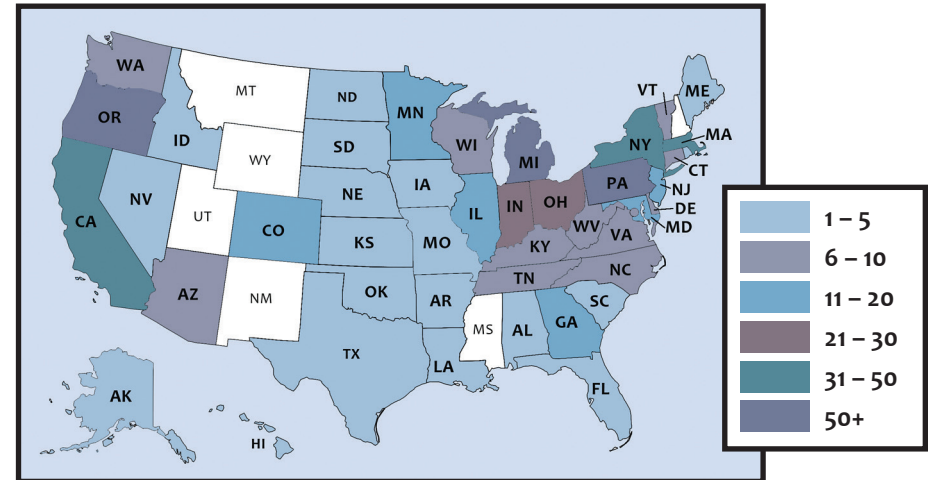 WA
MT
ND
MN
VT
ME
OR
ID
SD
WI
MI
NY
MA
WY
CT
NV
NE
IA
PA
NJ
CA
UT
CO
IL
IN
OH
DE
MD
KS
MO
WV
VA
KY
AZ
NM
OK
AR
TN
NC
MS
AL
GA
SC
TX
LA
FL
AK
HI
1 – 5
6 – 10
11 – 20
21 – 30
31 – 50
50+